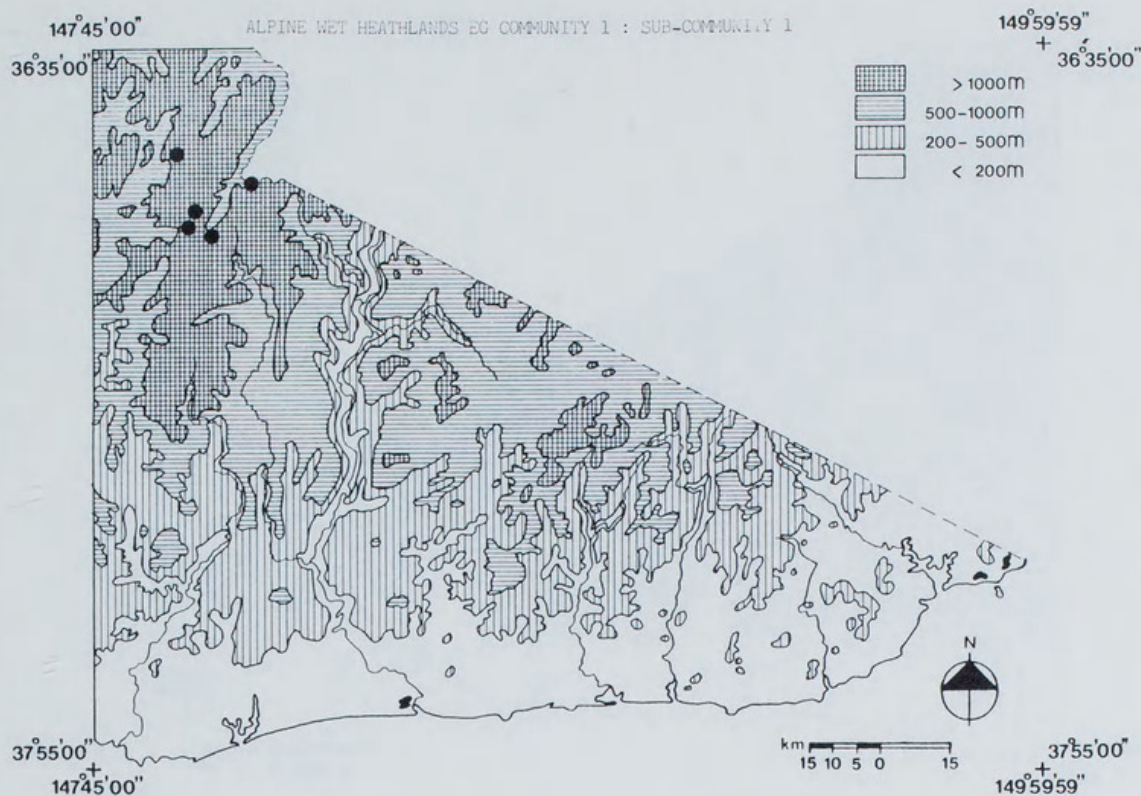 ALPINE WET HEATHLANDS EG COMMUNITY 1 : SUB-COMMUNITY 1
147°45'00"
36°35'00"
149°59'59"
36°35'00"
>1000m
500-1000m
200-500m
< 200m
N
km
15 10 5 0 15
37°55'00"
147°45'00"
37°55'00"
149°59'59"